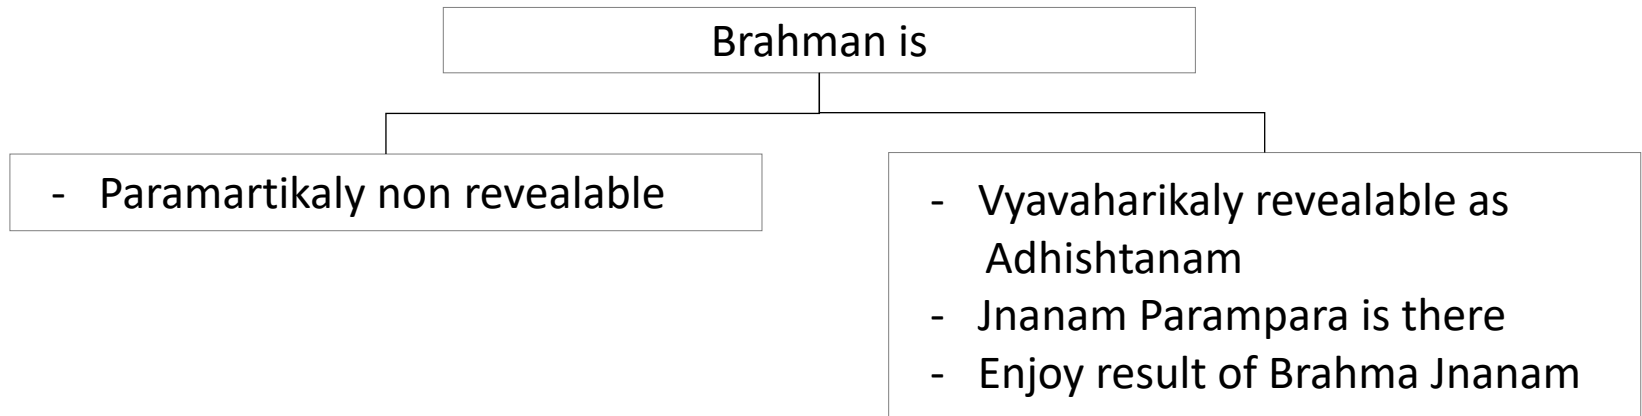 Brahman is
- Paramartikaly non revealable
- Vyavaharikaly revealable as
Adhishtanam
- Jnanam Parampara is there
- Enjoy result of Brahma Jnanam